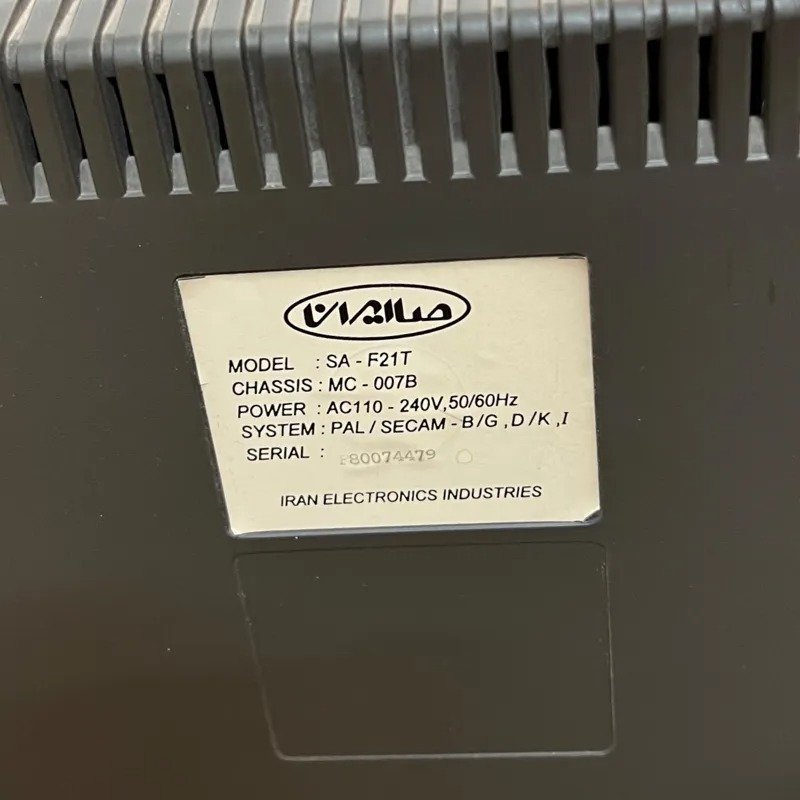 صاایران
MODEL : SA - F21T
CHASSIS : MC - 007B
POWER : AC110 - 240V,50/60Hz
SYSTEM : PAL / SECAM - B/G , D/K , I
SERIAL : F80074479
IRAN ELECTRONICS INDUSTRIES